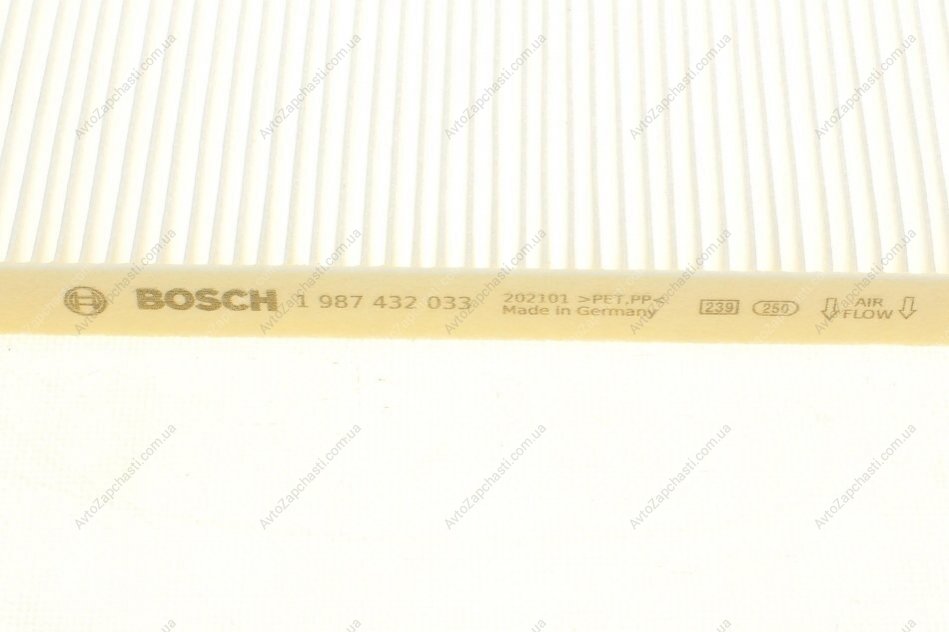 BOSCH 1 987 432 033
202101 >PET,PP<
Made in Germany
239
250
AIR
FLOW
AvtoZapchasti.com.ua